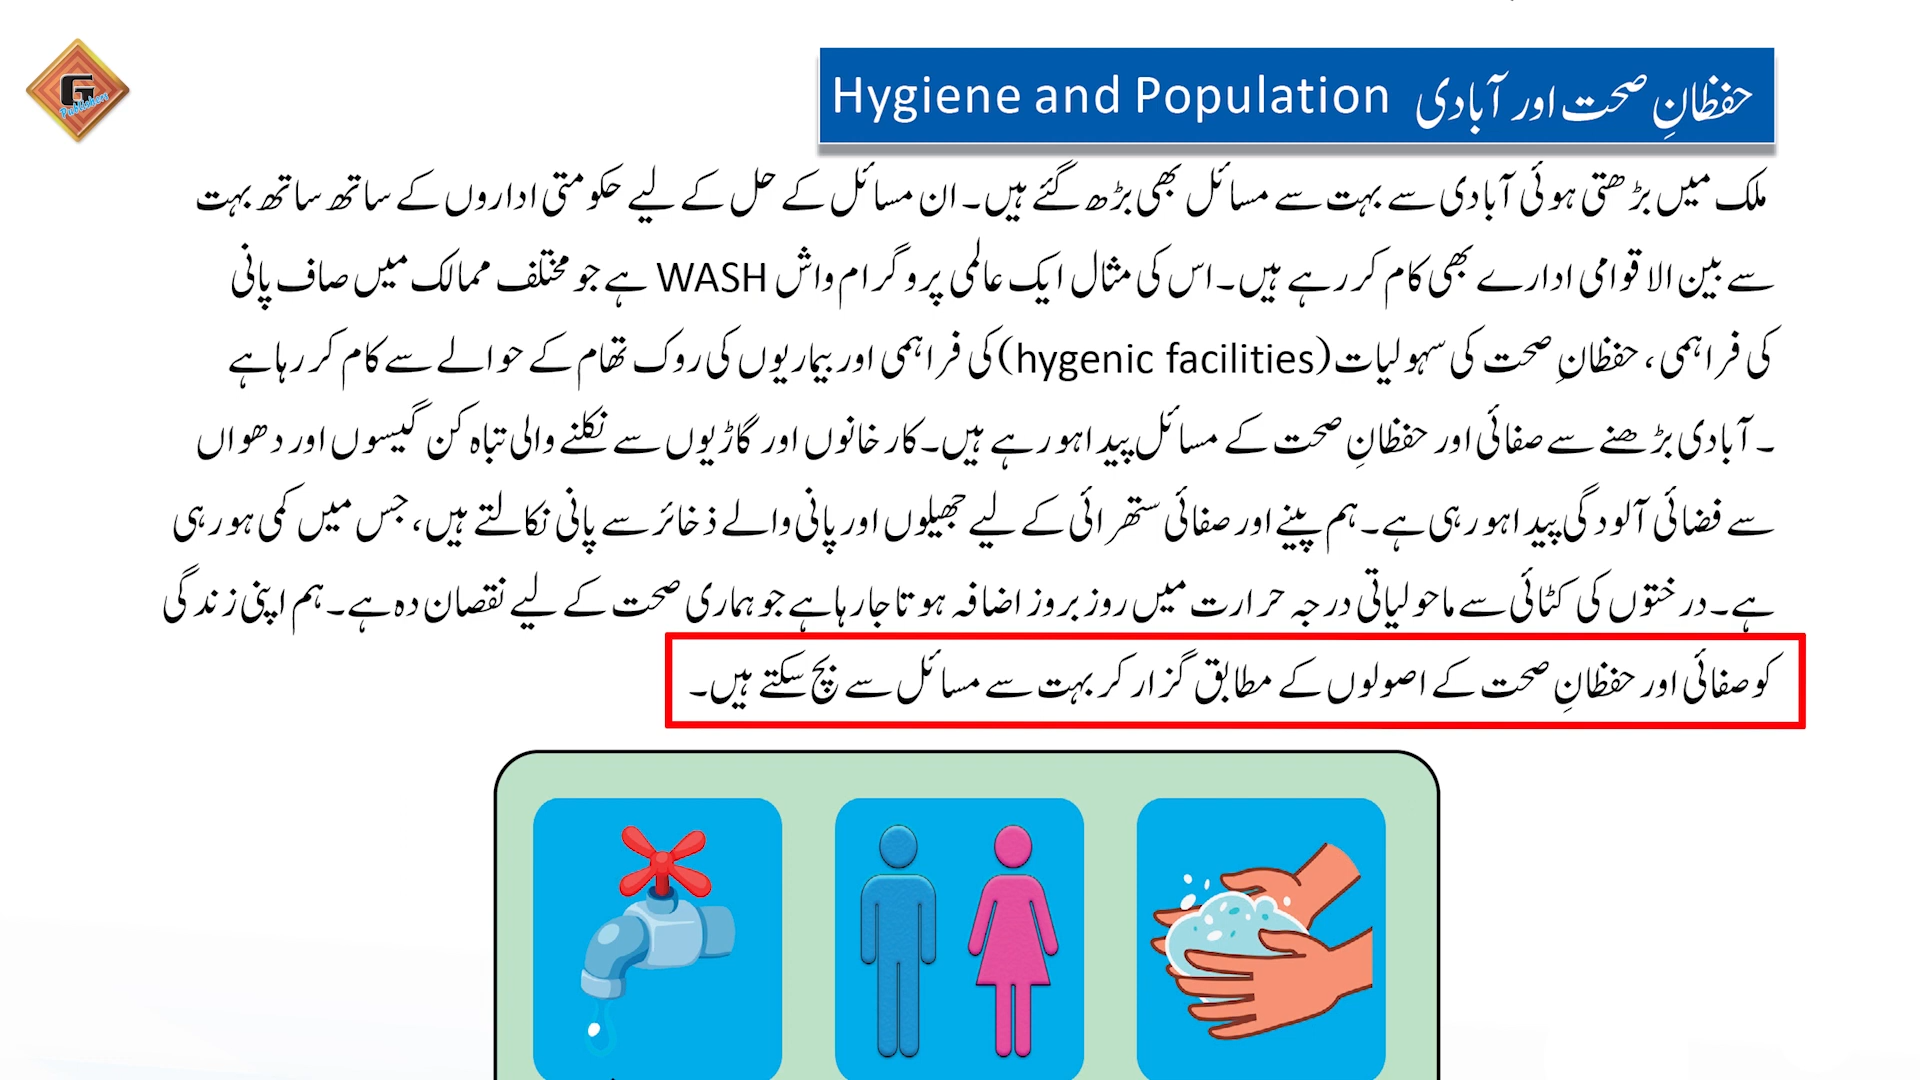 حفظانِ صحت اور آبادی Hygiene and Population
ملک میں بڑھتی ہوئی آبادی سے بہت سے مسائل بھی بڑھ گئے ہیں۔ ان مسائل کے حل کے لیے حکومتی اداروں کے ساتھ ساتھ بہت
سے بین الاقوامی ادارے بھی کام کر رہے ہیں۔ اس کی مثال ایک عالمی پروگرام واش WASH ہے جو مختلف ممالک میں صاف پانی
کی فراہمی، حفظانِ صحت کی سہولیات (hygenic facilities) کی فراہمی اور بیماریوں کی روک تھام کے حوالے سے کام کر رہا ہے
۔ آبادی بڑھنے سے صفائی اور حفظانِ صحت کے مسائل پیدا ہو رہے ہیں۔ کارخانوں اور گاڑیوں سے نکلنے والی تباہ کن گیسوں اور دھواں
سے فضائی آلودگی پیدا ہو رہی ہے۔ ہم پینے اور صفائی ستھرائی کے لیے جھیلوں اور پانی والے ذخائر سے پانی نکالتے ہیں، جس میں کمی ہو رہی
ہے۔ درختوں کی کٹائی سے ماحولیاتی درجہ حرارت میں روز بروز اضافہ ہوتا جا رہا ہے جو ہماری صحت کے لیے نقصان دہ ہے۔ ہم اپنی زندگی
کو صفائی اور حفظانِ صحت کے اصولوں کے مطابق گزار کر بہت سے مسائل سے بچ سکتے ہیں۔
G
Publishers